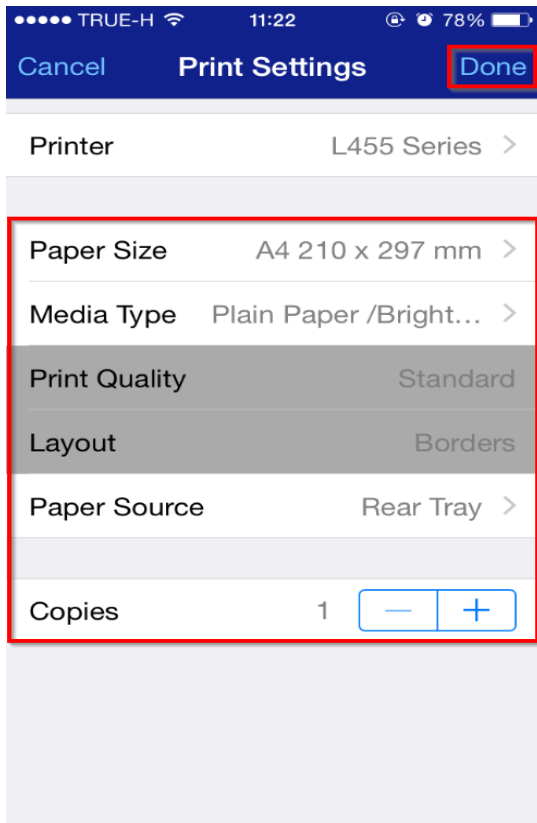 TRUE-H 11:22 78%
Cancel Print Settings Done
Printer L455 Series >
Paper Size A4 210 x 297 mm >
Media Type Plain Paper /Bright... >
Print Quality Standard
Layout Borders
Paper Source Rear Tray >
Copies 1 — +